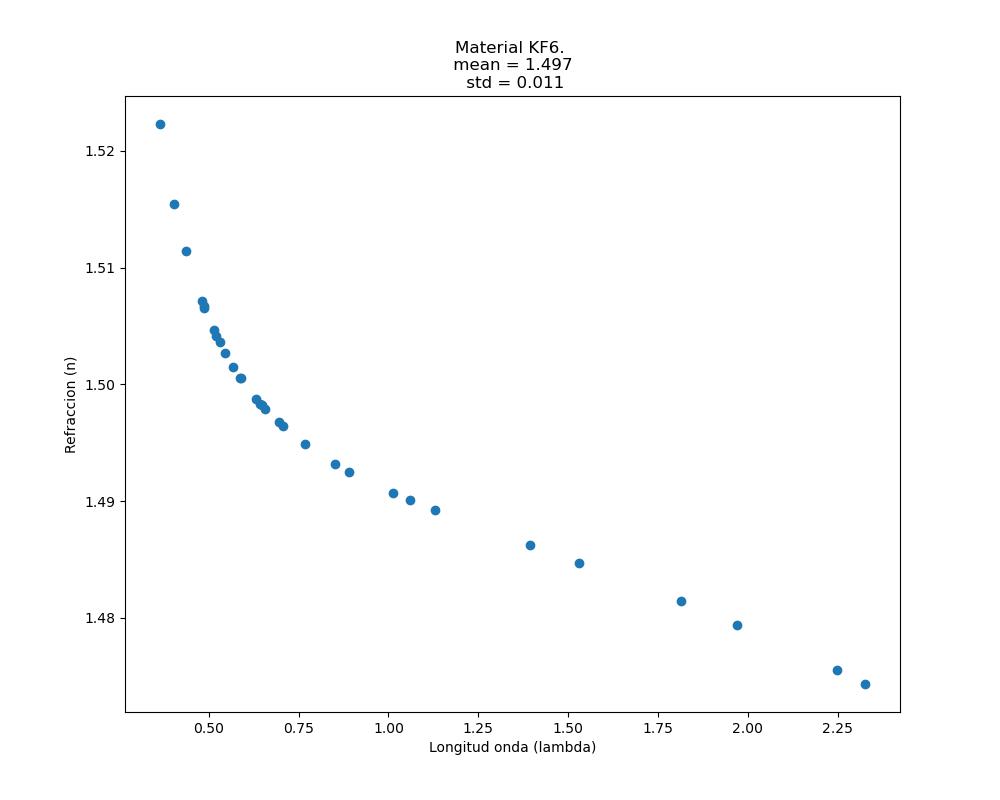 Material KF6.
mean = 1.497
std = 0.011
1.52
1.51
1.50
1.49
1.48
Refraccion (n)
0.50 0.75 1.00 1.25 1.50 1.75 2.00 2.25
Longitud onda (lambda)